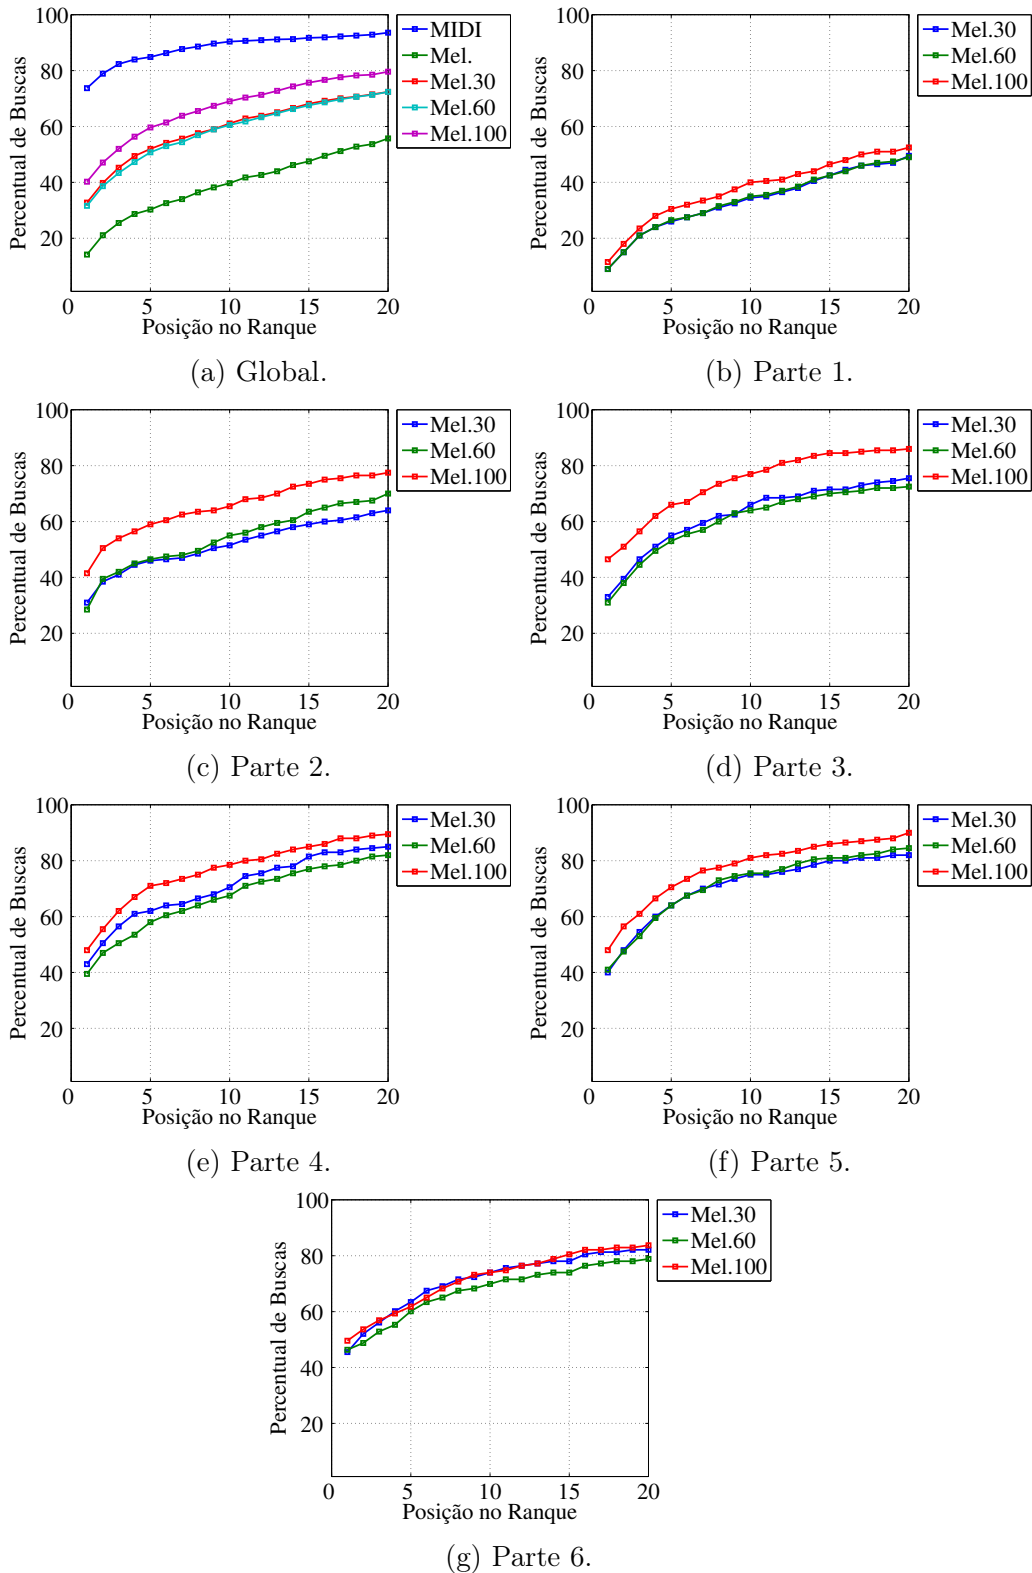 100
80
60
40
20
0
5
10
15
20
Percentual de Buscas
Posição no Ranque
MIDI
Mel.
Mel.30
Mel.60
Mel.100
(a) Global.
100
80
60
40
20
0
5
10
15
20
Percentual de Buscas
Posição no Ranque
Mel.30
Mel.60
Mel.100
(b) Parte 1.
100
80
60
40
20
0
5
10
15
20
Percentual de Buscas
Posição no Ranque
Mel.30
Mel.60
Mel.100
(c) Parte 2.
100
80
60
40
20
0
5
10
15
20
Percentual de Buscas
Posição no Ranque
Mel.30
Mel.60
Mel.100
(d) Parte 3.
100
80
60
40
20
0
5
10
15
20
Percentual de Buscas
Posição no Ranque
Mel.30
Mel.60
Mel.100
(e) Parte 4.
100
80
60
40
20
0
5
10
15
20
Percentual de Buscas
Posição no Ranque
Mel.30
Mel.60
Mel.100
(f) Parte 5.
100
80
60
40
20
0
5
10
15
20
Percentual de Buscas
Posição no Ranque
Mel.30
Mel.60
Mel.100
(g) Parte 6.